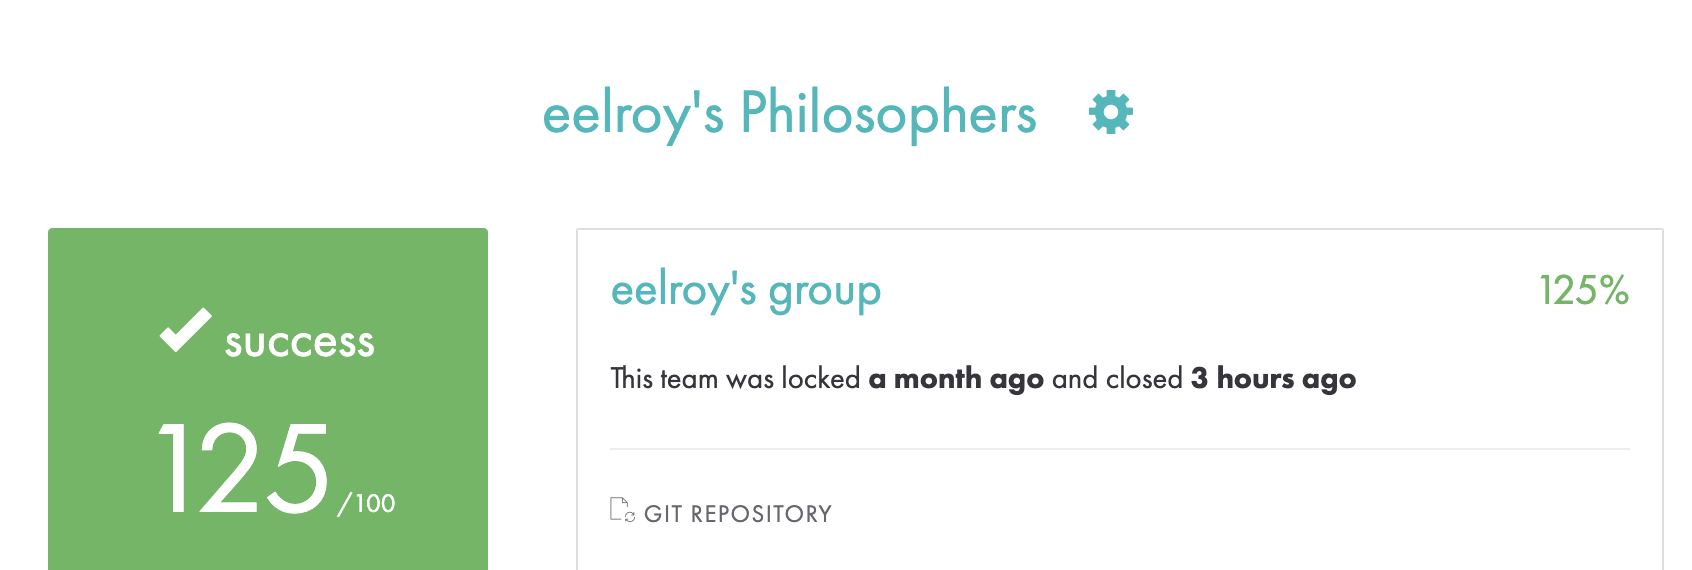 eelroy's Philosophers
success
125/100
eelroy's group
125%
This team was locked a month ago and closed 3 hours ago
GIT REPOSITORY